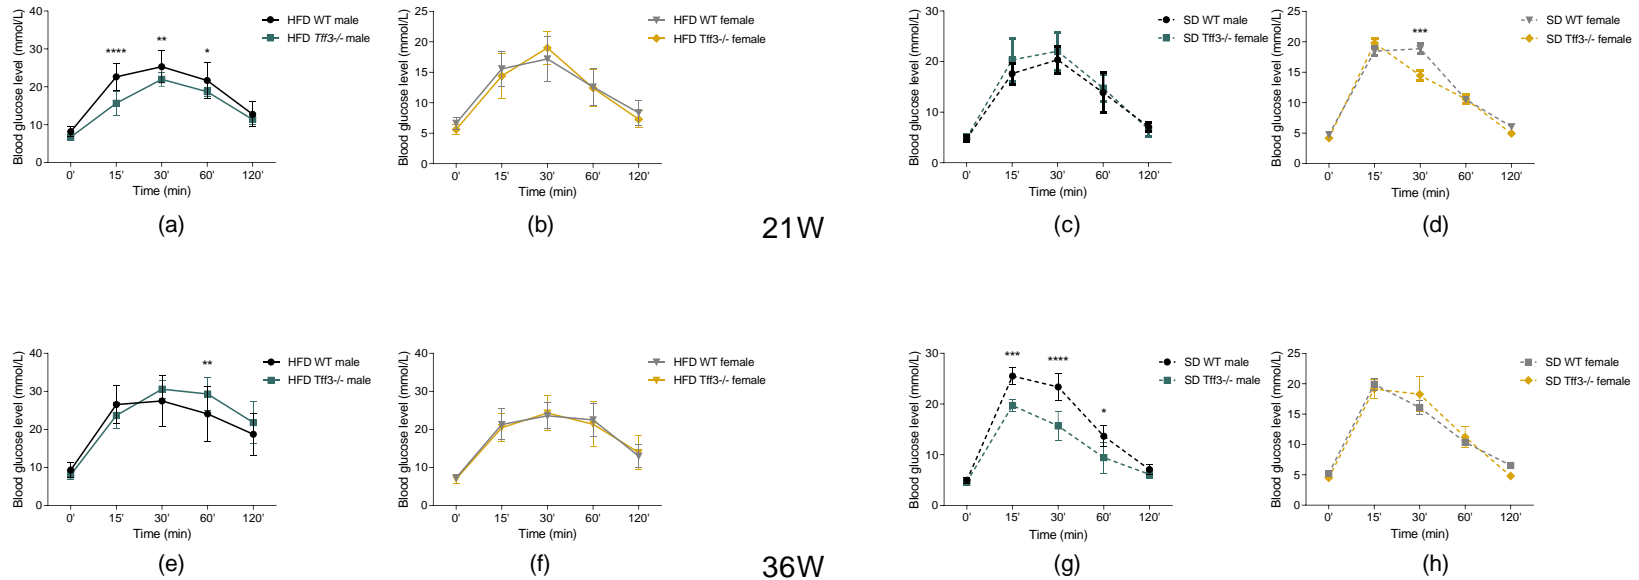 Blood glucose level (mmol/L)
40
30
20
10
0
0' 15' 30' 60' 120'
Time (min)
**** ** *
HFD WT male
HFD Tff3-/- male
(a)
Blood glucose level (mmol/L)
25
20
15
10
5
0
0' 15' 30' 60' 120'
Time (min)
HFD WT female
HFD Tff3-/- female
(b)
21W
Blood glucose level (mmol/L)
30
20
10
0
0' 15' 30' 60' 120'
Time (min)
SD WT male
SD Tff3-/- female
(c)
Blood glucose level (mmol/L)
25
20
15
10
5
0
0' 15' 30' 60' 120'
Time (min)
***
SD WT female
SD Tff3-/- female
(d)
Blood glucose level (mmol/L)
40
30
20
10
0
0' 15' 30' 60' 120'
Time (min)
**
HFD WT male
HFD Tff3-/- male
(e)
Blood glucose level (mmol/L)
40
30
20
10
0
0' 15' 30' 60' 120'
Time (min)
HFD WT female
HFD Tff3-/- female
(f)
36W
Blood glucose level (mmol/L)
30
20
10
0
0' 15' 30' 60' 120'
Time (min)
*** **** *
SD WT male
SD Tff3-/- male
(g)
Blood glucose level (mmol/L)
25
20
15
10
5
0
0' 15' 30' 60' 120'
Time (min)
SD WT female
SD Tff3-/- female
(h)